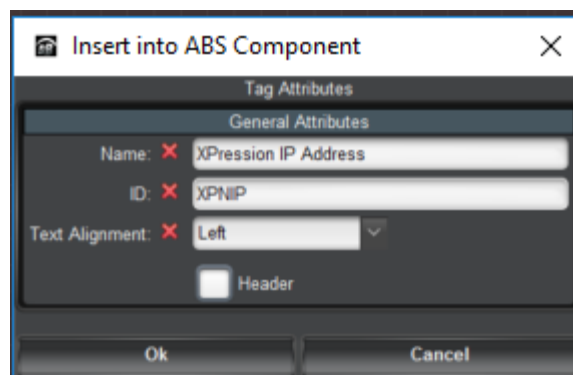 Insert into ABS Component
Tag Attributes
General Attributes
Name: XPression IP Address
ID: XPNIP
Text Alignment: Left
Header
Ok Cancel